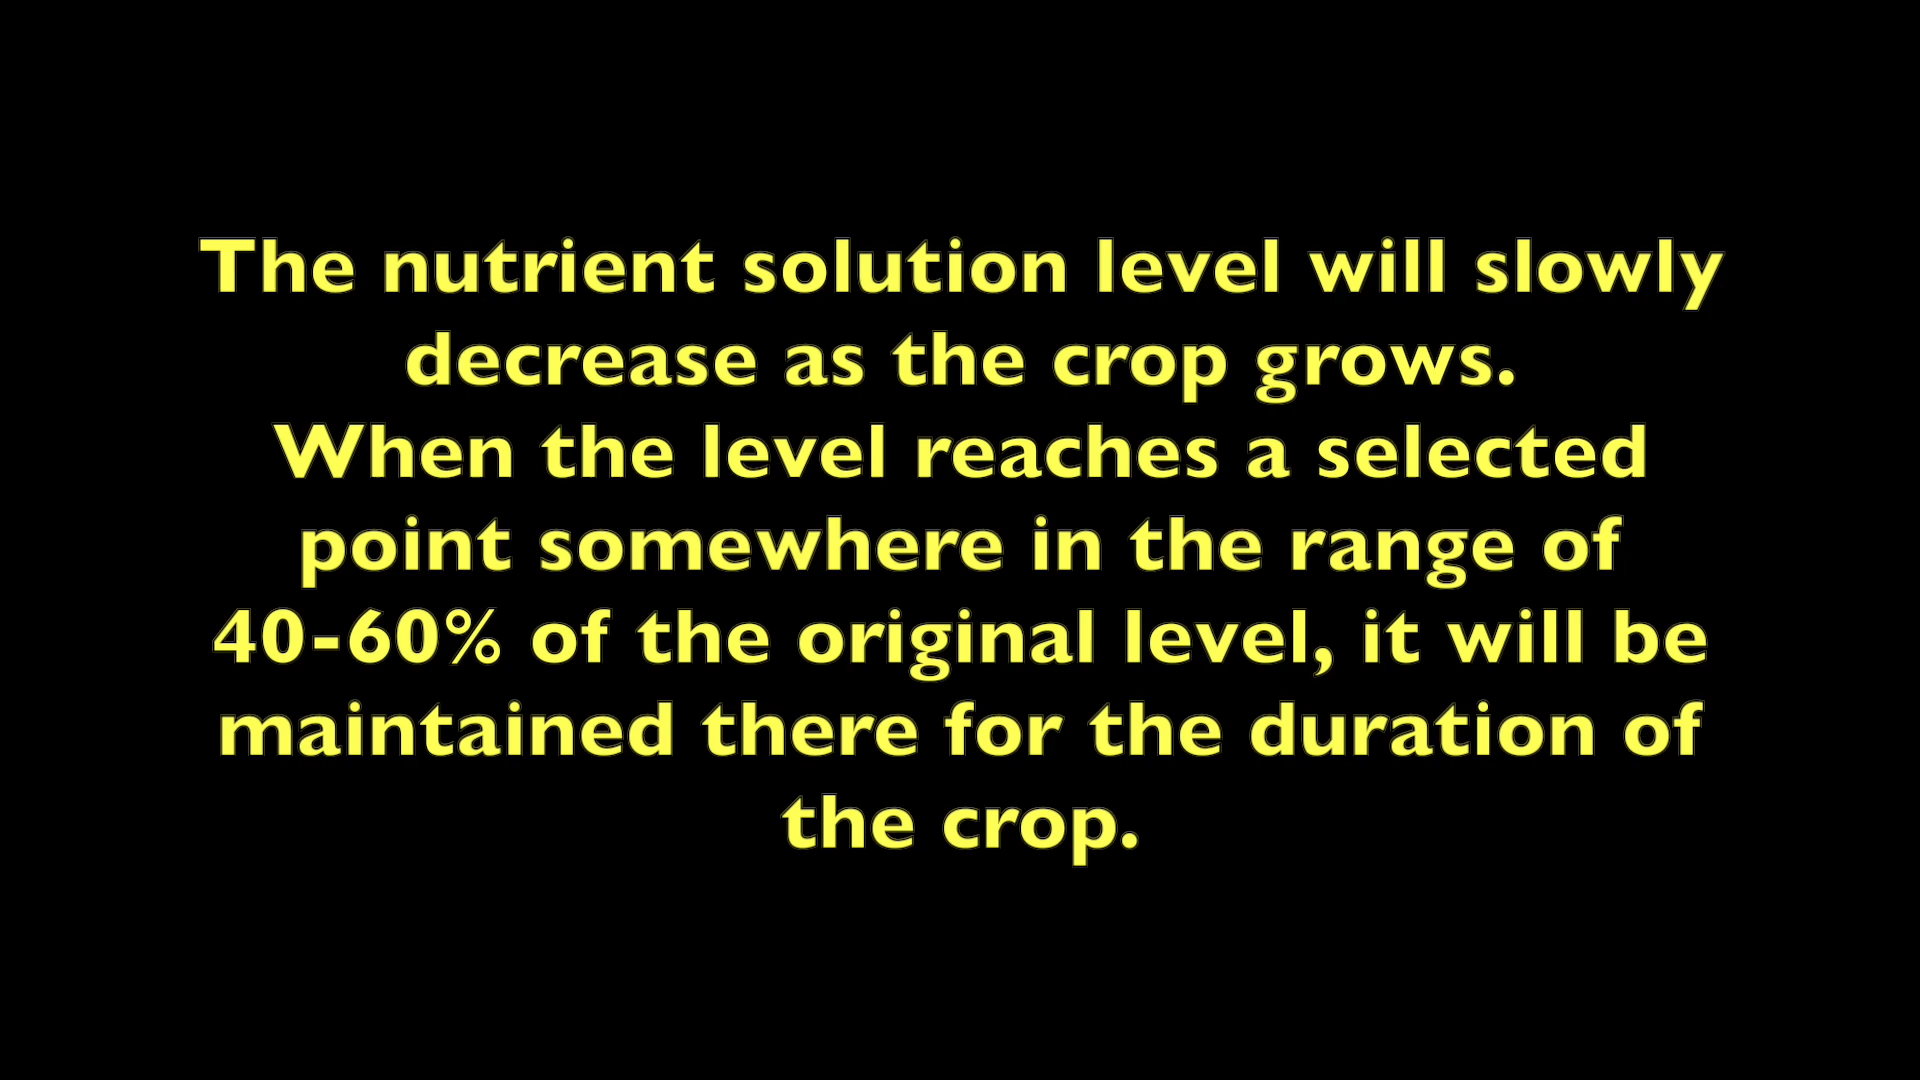 The nutrient solution level will slowly
decrease as the crop grows.
When the level reaches a selected
point somewhere in the range of
40-60% of the original level, it will be
maintained there for the duration of
the crop.